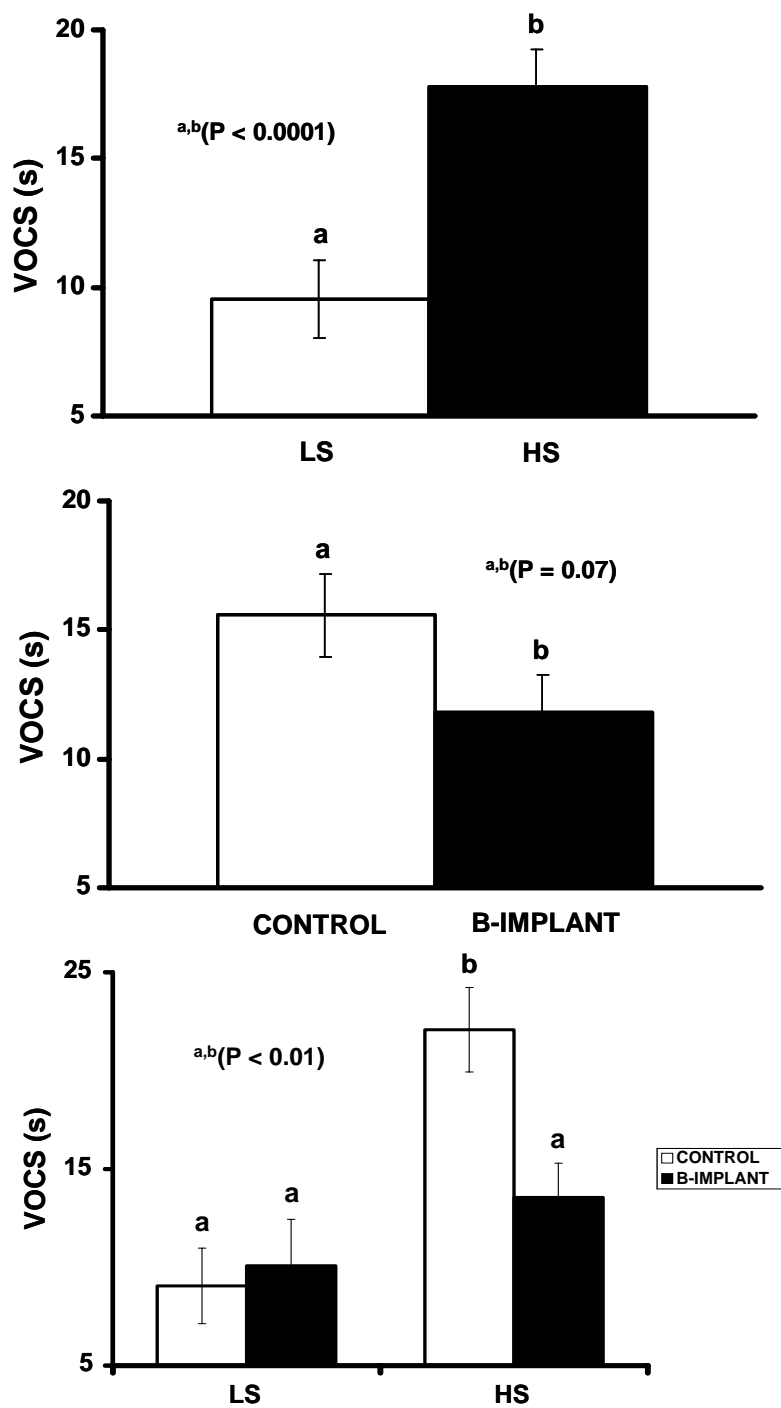 20
b
a,b(P < 0.0001)
15
VOCS (s)
a
10
5
LS HS
20
a
a,b(P = 0.07)
15
VOCS (s)
b
10
5
CONTROL B-IMPLANT
25
b
a,b(P < 0.01)
VOCS (s)
15
a
CONTROL
B-IMPLANT
a
a
5
LS HS